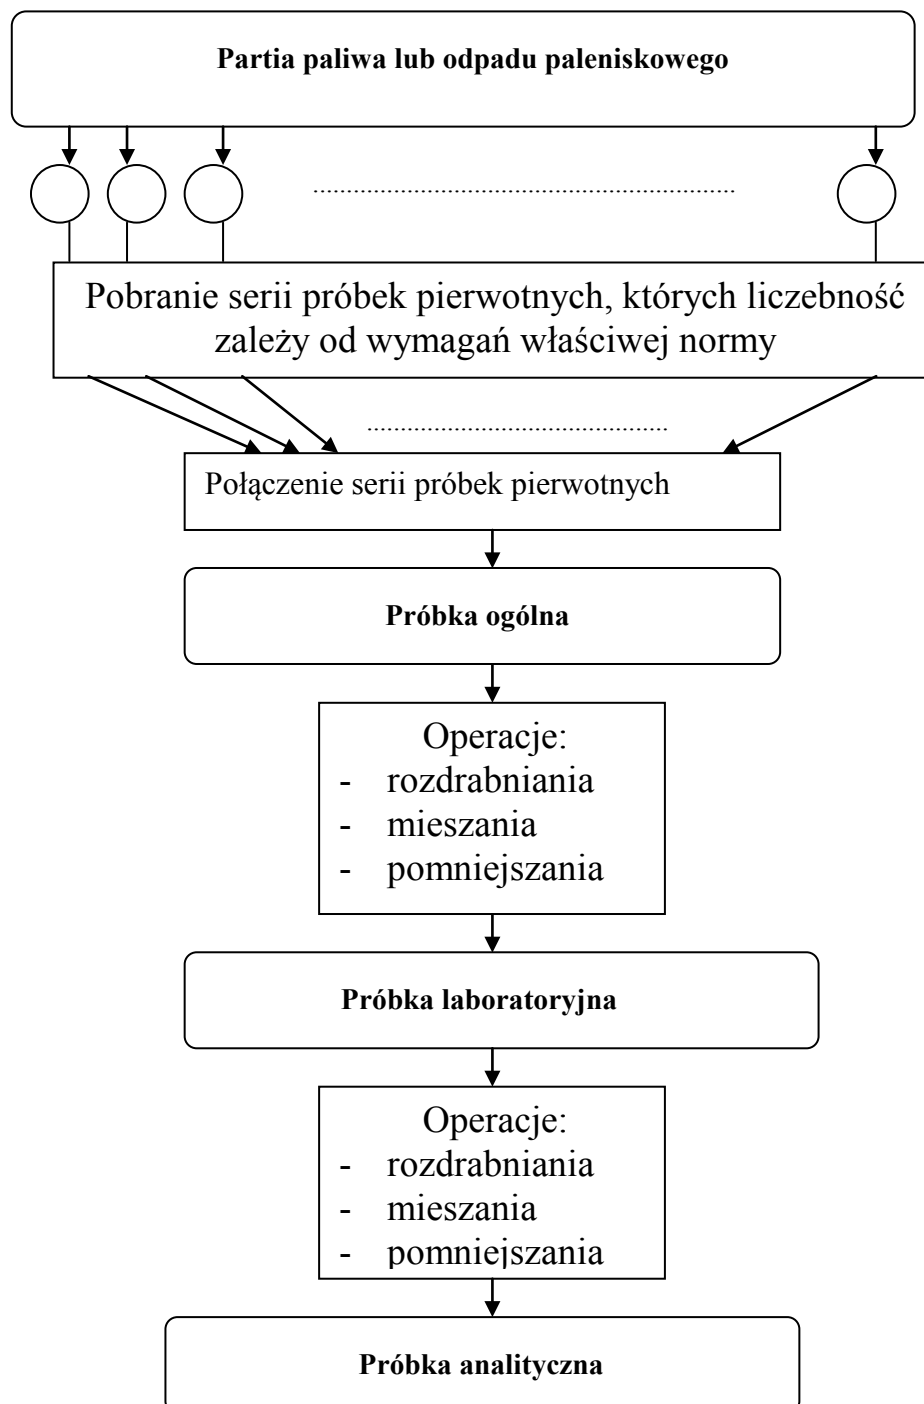 Partia paliwa lub odpadu paleniskowego
Pobranie serii próbek pierwotnych, których liczebność
zależy od wymagań właściwej normy
Połączenie serii próbek pierwotnych
Próbka ogólna
Operacje:
- rozdrabniania
- mieszania
- pomniejszania
Próbka laboratoryjna
Operacje:
- rozdrabniania
- mieszania
- pomniejszania
Próbka analityczna